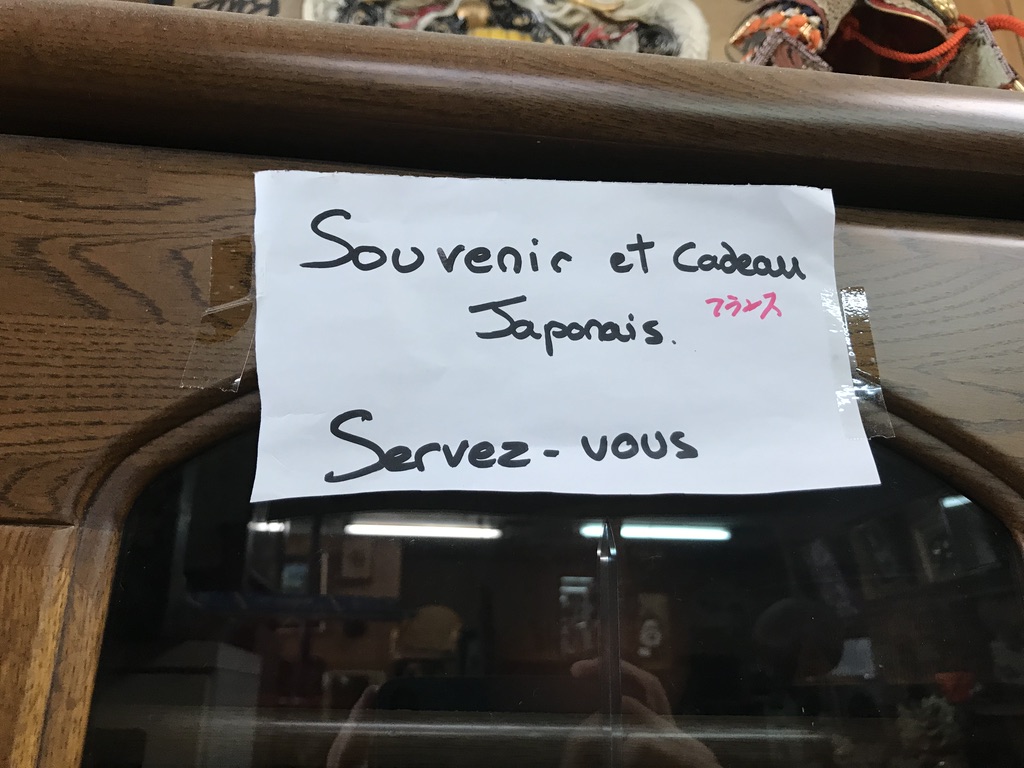 Souvenir et Cadeau
Japonais.
フランス
Servez-vous